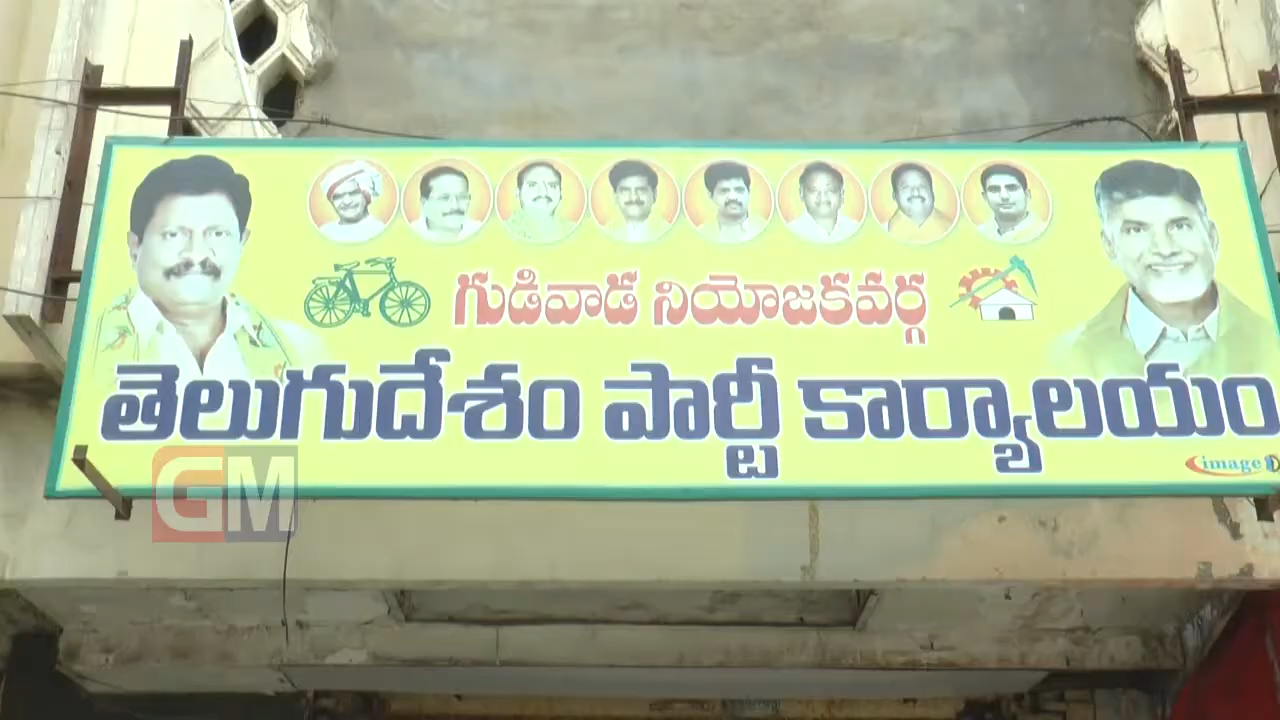 గుడివాడ నియోజకవర్గ
తెలుగుదేశం పార్టీ కార్యాలయం
image
GM